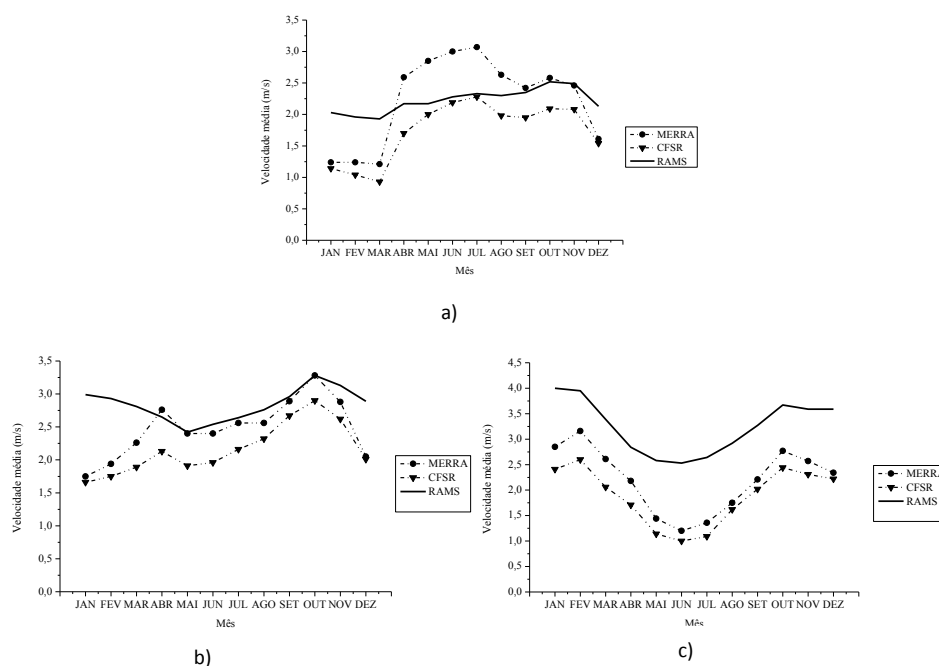 Velocidade média (m/s)
3,5
3,0
2,5
2,0
1,5
1,0
0,5
0,0
JAN FEV MAR ABR MAI JUN JUL AGO SET OUT NOV DEZ
Mês
MERRA
CFSR
RAMS
a)
Velocidade média (m/s)
3,5
3,0
2,5
2,0
1,5
1,0
0,5
0,0
JAN FEV MAR ABR MAI JUN JUL AGO SET OUT NOV DEZ
Mês
MERRA
CFSR
RAMS
b)
Velocidade média (m/s)
4,5
4,0
3,5
3,0
2,5
2,0
1,5
1,0
0,5
0,0
JAN FEV MAR ABR MAI JUN JUL AGO SET OUT NOV DEZ
Mês
MERRA
CFSR
RAMS
c)